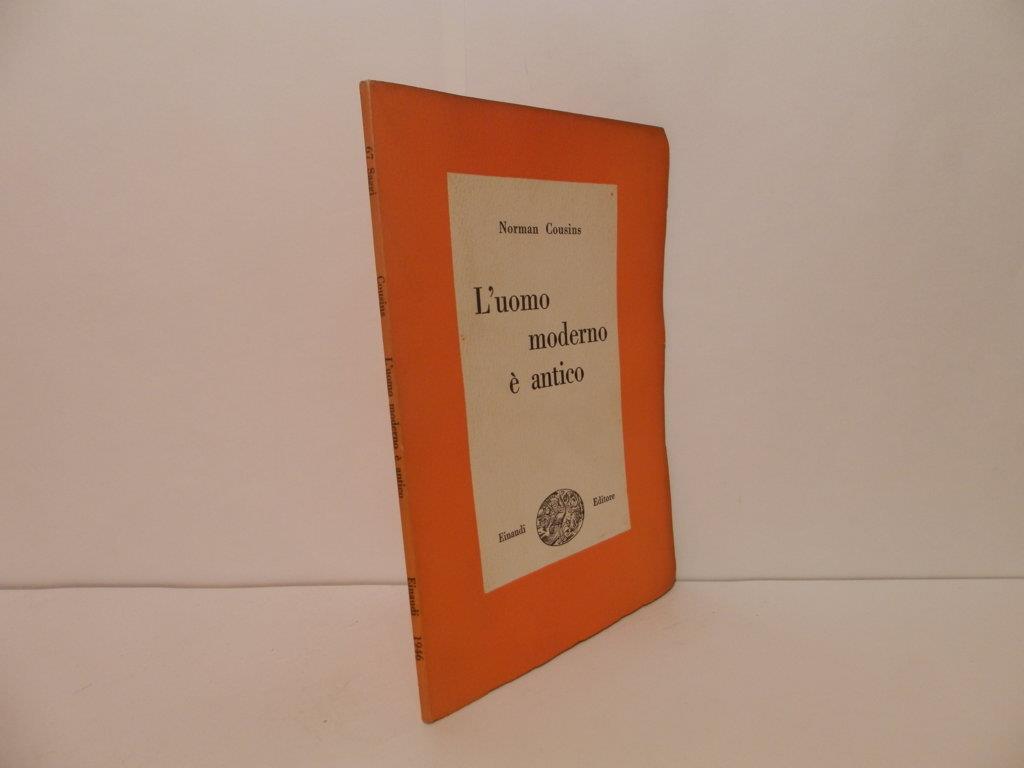 Norman Cousins
L'uomo
moderno
è antico
Einaudi Editore
67 Saggi Cousins L'uomo moderno è antico Einaudi 1946